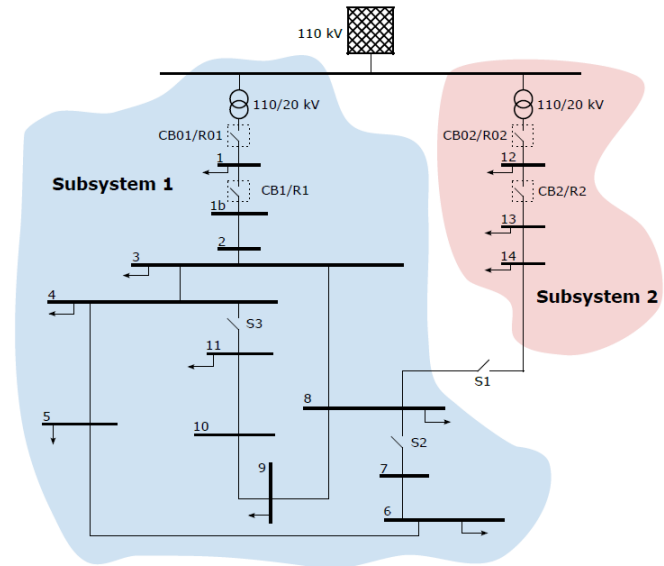 110 kV
110/20 kV
110/20 kV
CB01/R01
CB02/R02
1
12
Subsystem 1
CB1/R1
CB2/R2
1b
13
2
3
14
4
Subsystem 2
S3
11
S1
8
5
10
S2
9
7
6